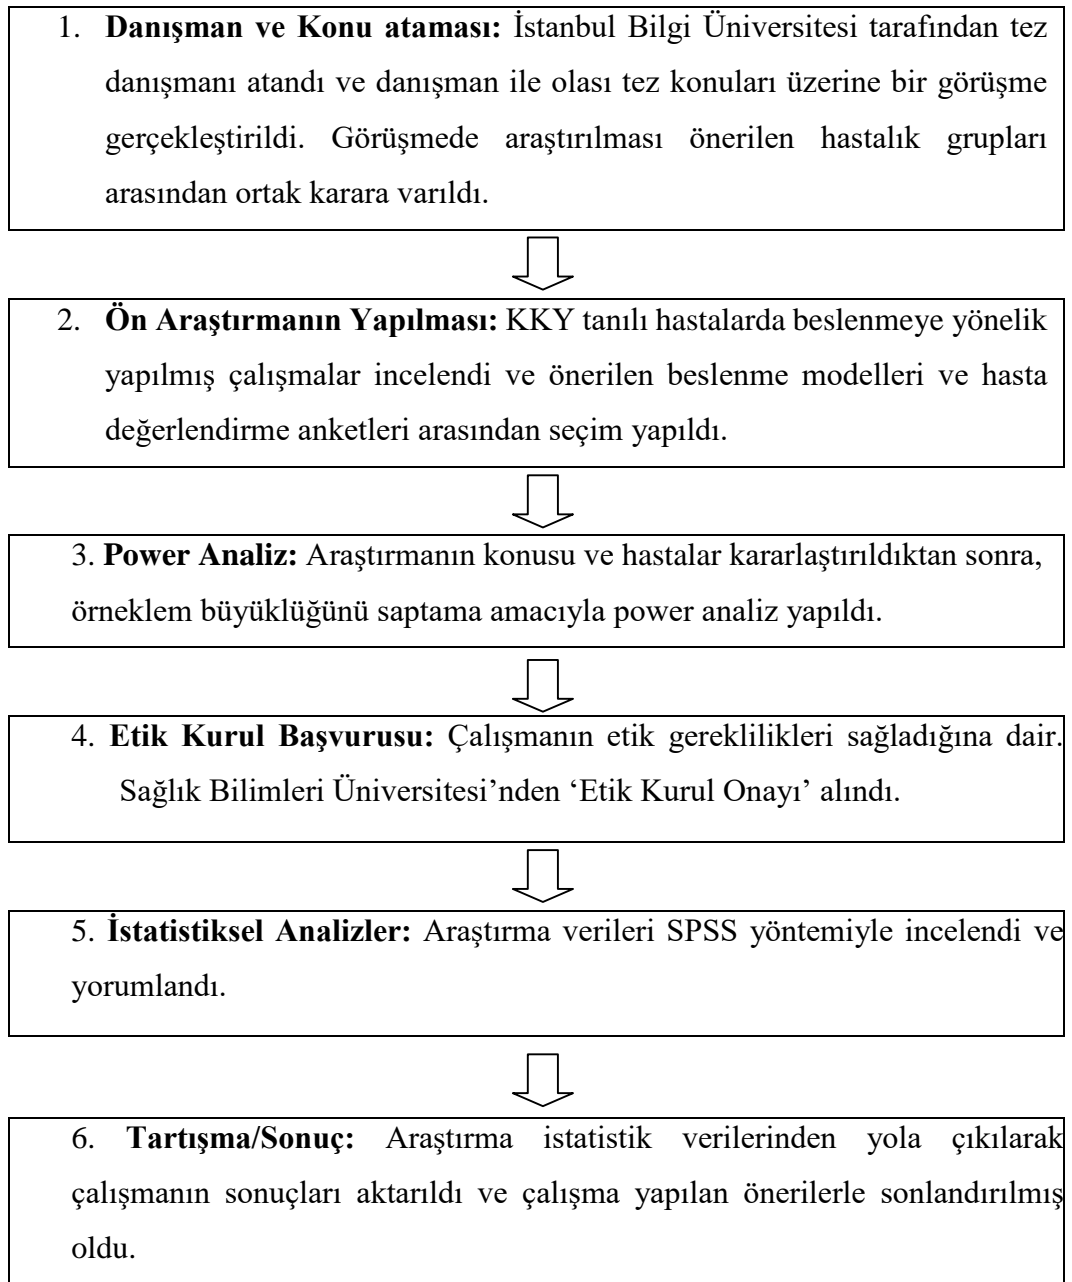 1. Danışman ve Konu ataması: İstanbul Bilgi Üniversitesi tarafından tez
danışmanı atandı ve danışman ile olası tez konuları üzerine bir görüşme
gerçekleştirildi. Görüşmede araştırılması önerilen hastalık grupları
arasından ortak karara varıldı.
2. Ön Araştırmanın Yapılması: KKY tanılı hastalarda beslenmeye yönelik
yapılmış çalışmalar incelendi ve önerilen beslenme modelleri ve hasta
değerlendirme anketleri arasından seçim yapıldı.
3. Power Analiz: Araştırmanın konusu ve hastalar kararlaştırıldıktan sonra,
örneklem büyüklüğünü saptama amacıyla power analiz yapıldı.
4. Etik Kurul Başvurusu: Çalışmanın etik gereklilikleri sağladığına dair.
Sağlık Bilimleri Üniversitesi’nden ‘Etik Kurul Onayı’ alındı.
5. İstatistiksel Analizler: Araştırma verileri SPSS yöntemiyle incelendi ve
yorumlandı.
6. Tartışma/Sonuç: Araştırma istatistik verilerinden yola çıkılarak
çalışmanın sonuçları aktarıldı ve çalışma yapılan önerilerle sonlandırılmış
oldu.